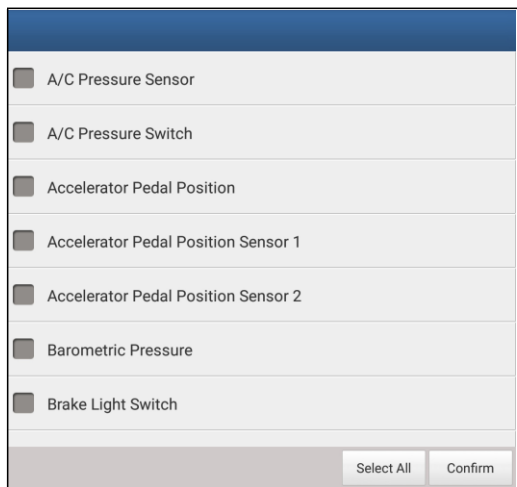 A/C Pressure Sensor
A/C Pressure Switch
Accelerator Pedal Position
Accelerator Pedal Position Sensor 1
Accelerator Pedal Position Sensor 2
Barometric Pressure
Brake Light Switch
Select All Confirm